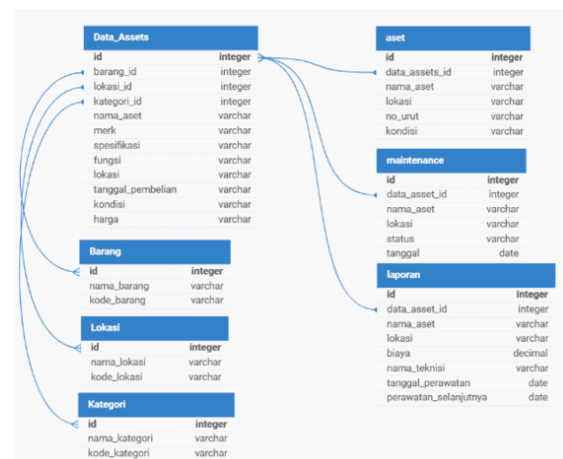 Data_Assets
id integer
barang_id integer
lokasi_id integer
kategori_id integer
nama_aset varchar
merk varchar
spesifikasi varchar
fungsi varchar
lokasi varchar
tanggal_pembelian varchar
kondisi varchar
harga varchar
Barang
id integer
nama_barang varchar
kode_barang varchar
Lokasi
id integer
nama_lokasi varchar
kode_lokasi varchar
Kategori
id integer
nama_kategori varchar
kode_kategori varchar
aset
id integer
data_assets_id integer
nama_aset varchar
lokasi varchar
no_urut varchar
kondisi varchar
maintenance
id integer
data_asset_id integer
nama_aset varchar
lokasi varchar
status varchar
tanggal date
laporan
id integer
data_asset_id integer
nama_aset varchar
lokasi varchar
biaya decimal
nama_teknisi varchar
tanggal_perawatan date
perawatan_selanjutnya date